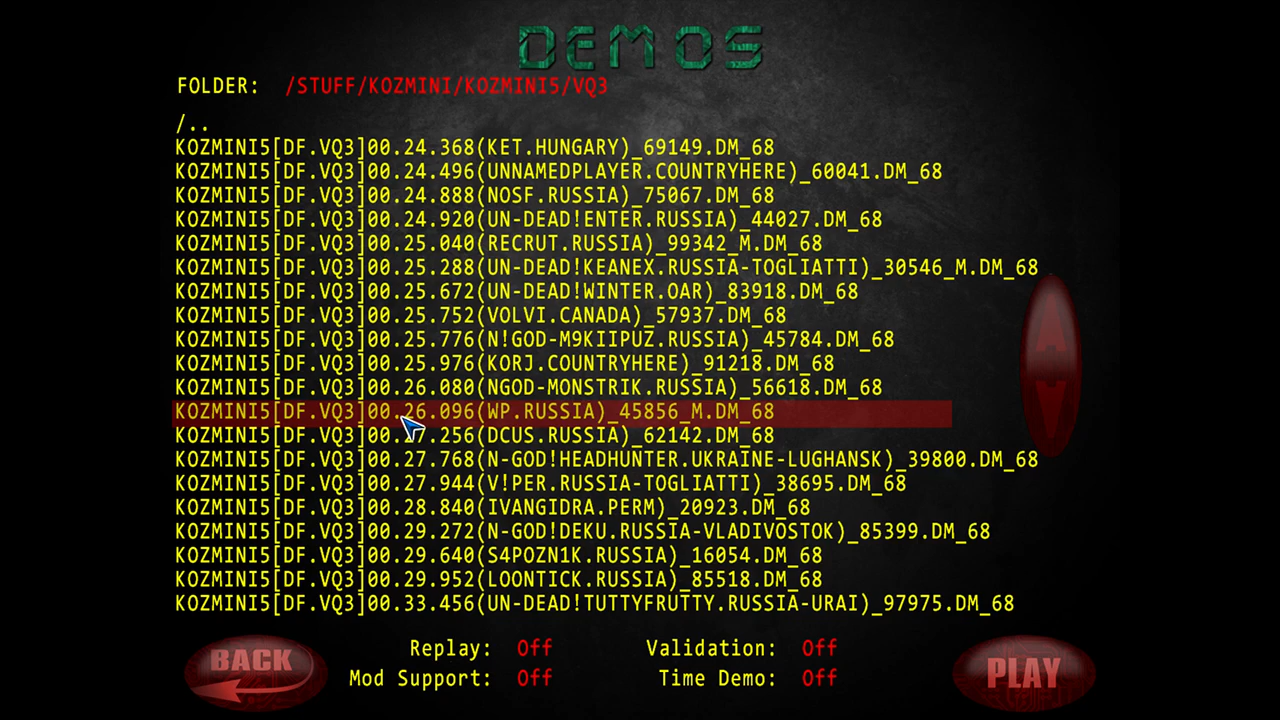 DEMOS
FOLDER: /STUFF/KOZMINI/KOZMINI5/VQ3
/..
KOZMINI5[DF.VQ3]00.24.368(KET.HUNGARY)_69149.DM_68
KOZMINI5[DF.VQ3]00.24.496(UNNAMEDPLAYER.COUNTRYHERE)_60041.DM_68
KOZMINI5[DF.VQ3]00.24.888(NOSF.RUSSIA)_75067.DM_68
KOZMINI5[DF.VQ3]00.24.920(UN-DEAD!ENTER.RUSSIA)_44027.DM_68
KOZMINI5[DF.VQ3]00.25.040(RECRUT.RUSSIA)_99342_M.DM_68
KOZMINI5[DF.VQ3]00.25.288(UN-DEAD!KEANEX.RUSSIA-TOGLIATTI)_30546_M.DM_68
KOZMINI5[DF.VQ3]00.25.672(UN-DEAD!WINTER.OAR)_83918.DM_68
KOZMINI5[DF.VQ3]00.25.752(VOLVI.CANADA)_57937.DM_68
KOZMINI5[DF.VQ3]00.25.776(N!GOD-M9KIIPUZ.RUSSIA)_45784.DM_68
KOZMINI5[DF.VQ3]00.25.976(KORJ.COUNTRYHERE)_91218.DM_68
KOZMINI5[DF.VQ3]00.26.080(NGOD-MONSTRIK.RUSSIA)_56618.DM_68
KOZMINI5[DF.VQ3]00.26.096(WP.RUSSIA)_45856_M.DM_68
KOZMINI5[DF.VQ3]00.27.256(DCUS.RUSSIA)_62142.DM_68
KOZMINI5[DF.VQ3]00.27.768(N-GOD!HEADHUNTER.UKRAINE-LUGHANSK)_39800.DM_68
KOZMINI5[DF.VQ3]00.27.944(V!PER.RUSSIA-TOGLIATTI)_38695.DM_68
KOZMINI5[DF.VQ3]00.28.840(IVANGIDRA.PERM)_20923.DM_68
KOZMINI5[DF.VQ3]00.29.272(N-GOD!DEKU.RUSSIA-VLADIVOSTOK)_85399.DM_68
KOZMINI5[DF.VQ3]00.29.640(S4POZN1K.RUSSIA)_16054.DM_68
KOZMINI5[DF.VQ3]00.29.952(LOONTICK.RUSSIA)_85518.DM_68
KOZMINI5[DF.VQ3]00.33.456(UN-DEAD!TUTTYFRUTTY.RUSSIA-URAI)_97975.DM_68
Replay: Off Validation: Off
BACK PLAY
Mod Support: Off Time Demo: Off